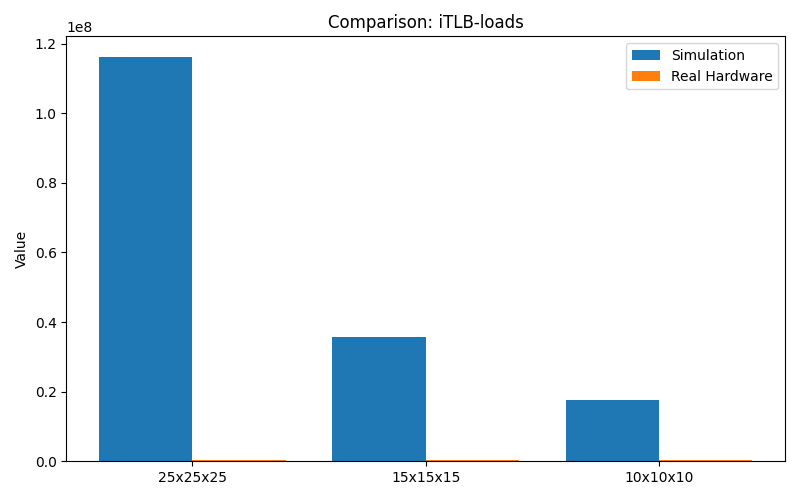 Comparison: iTLB-loads
1e8
Simulation
Real Hardware
Value
1.2
1.0
0.8
0.6
0.4
0.2
0.0
25x25x25
15x15x15
10x10x10